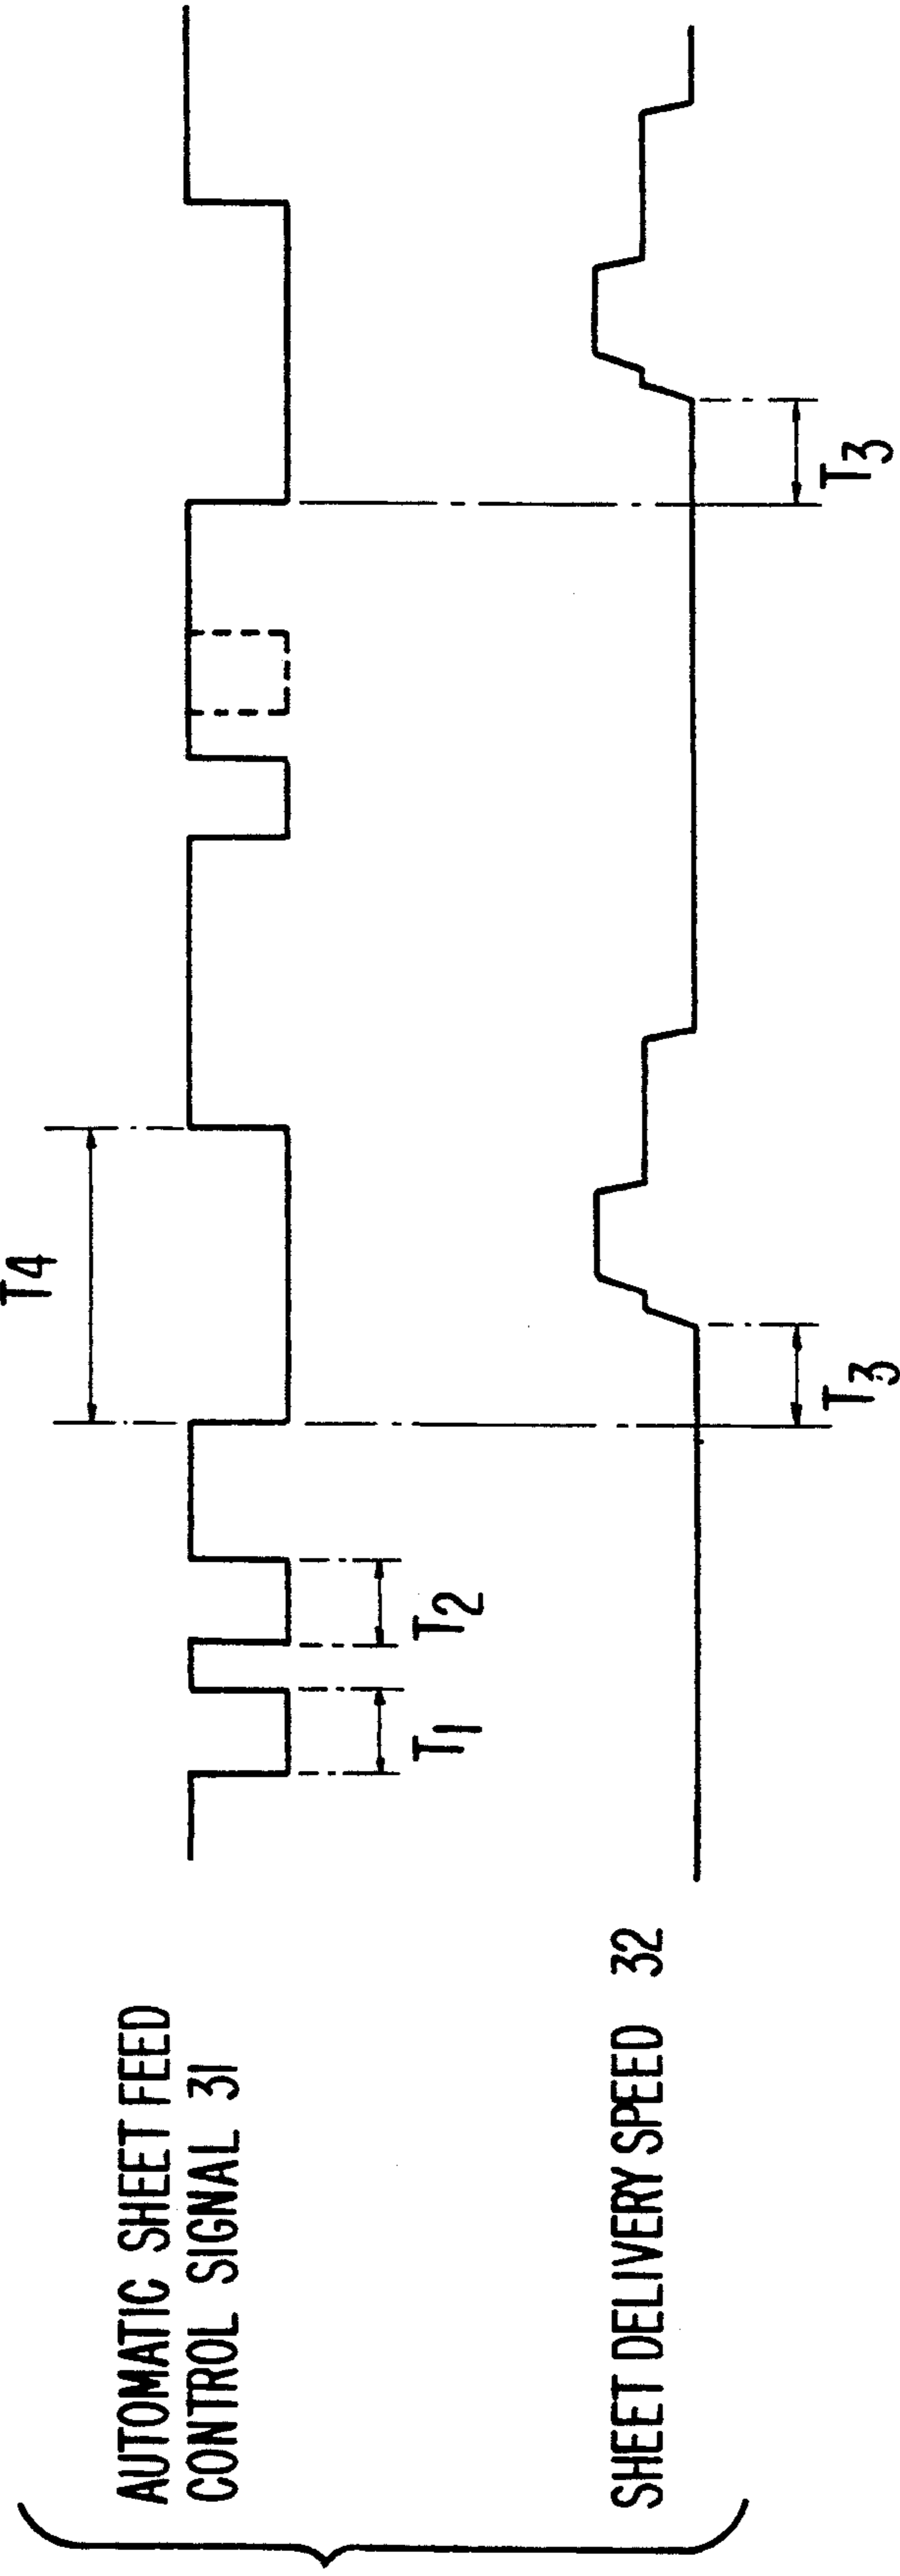 AUTOMATIC SHEET FEED
CONTROL SIGNAL 31
T1
T2
T4
SHEET DELIVERY SPEED 32
T3
T3